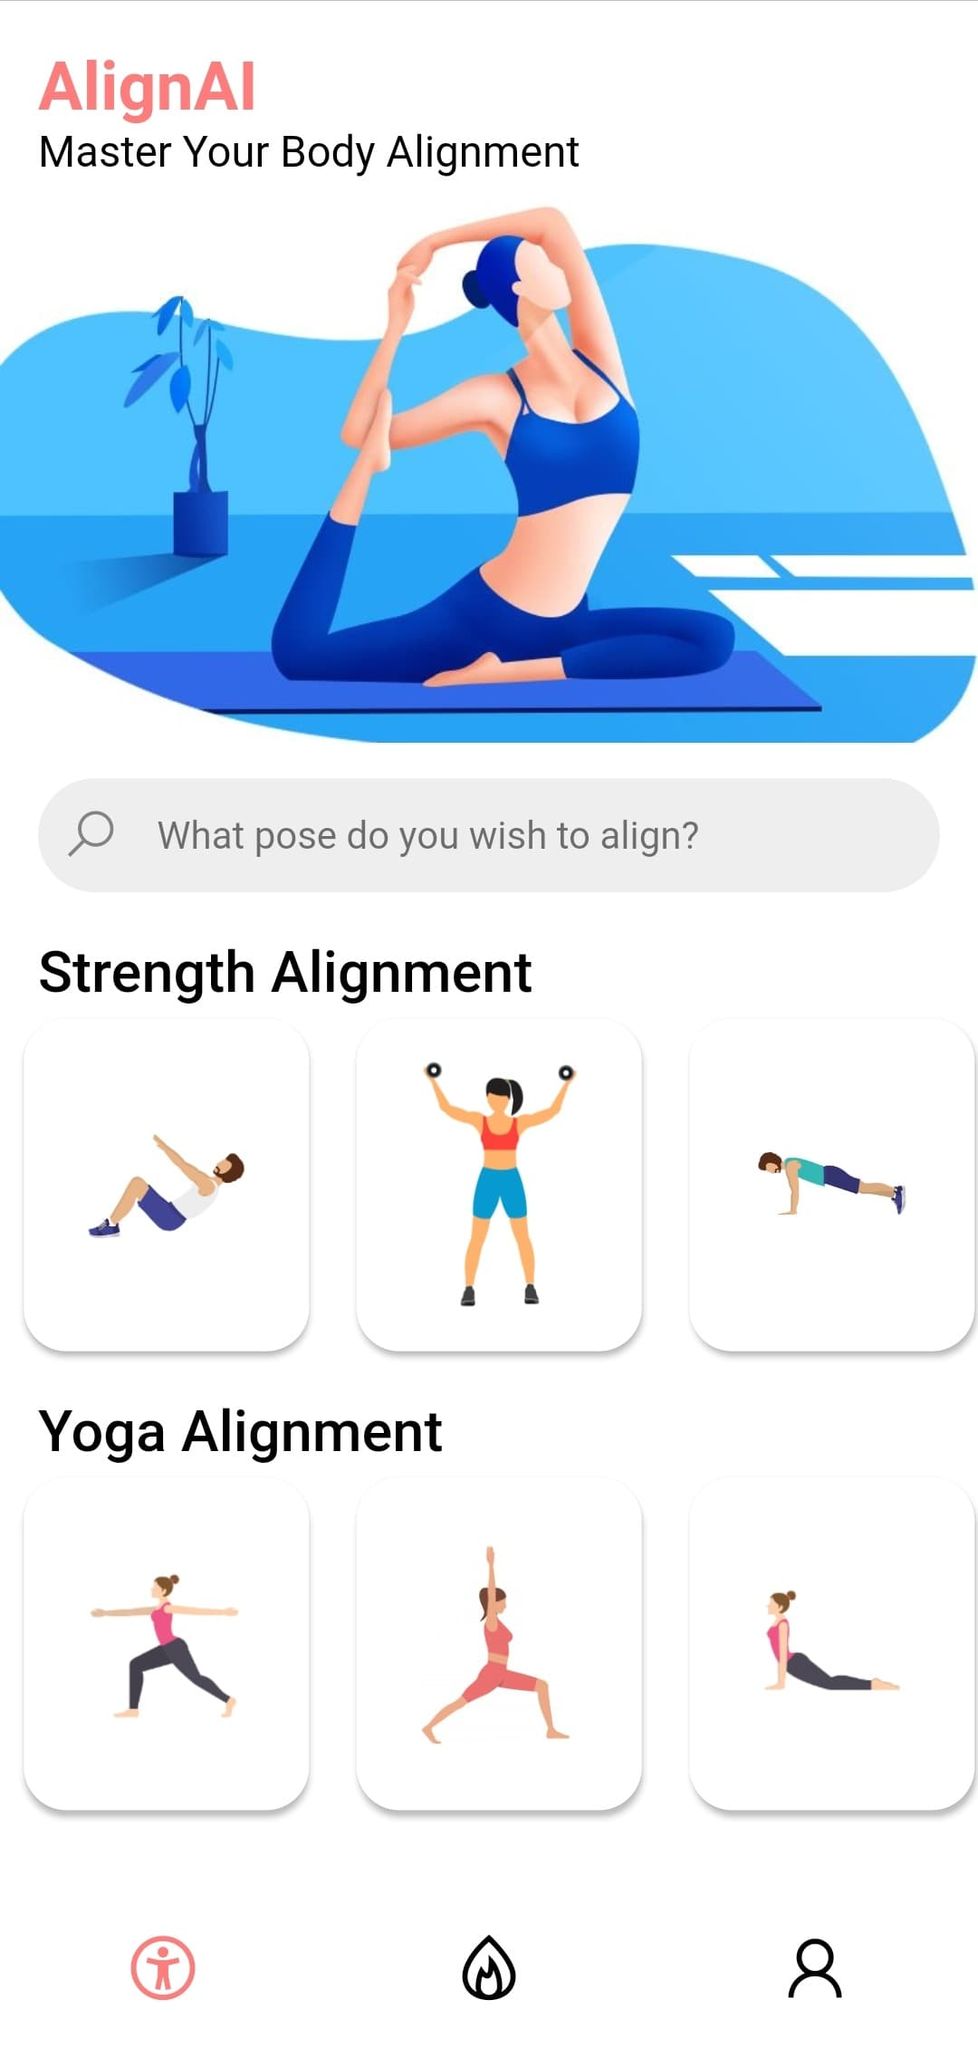 AlignAI
Master Your Body Alignment
What pose do you wish to align?
Strength Alignment
Yoga Alignment